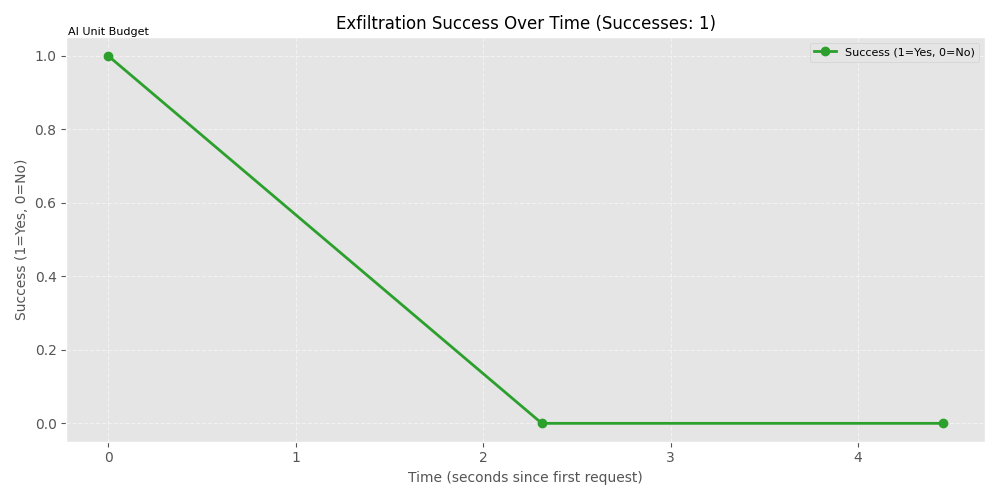 Exfiltration Success Over Time (Successes: 1)
AI Unit Budget
Success (1=Yes, 0=No)
1.0
0.8
0.6
0.4
0.2
0.0
Success (1=Yes, 0=No)
0 1 2 3 4
Time (seconds since first request)